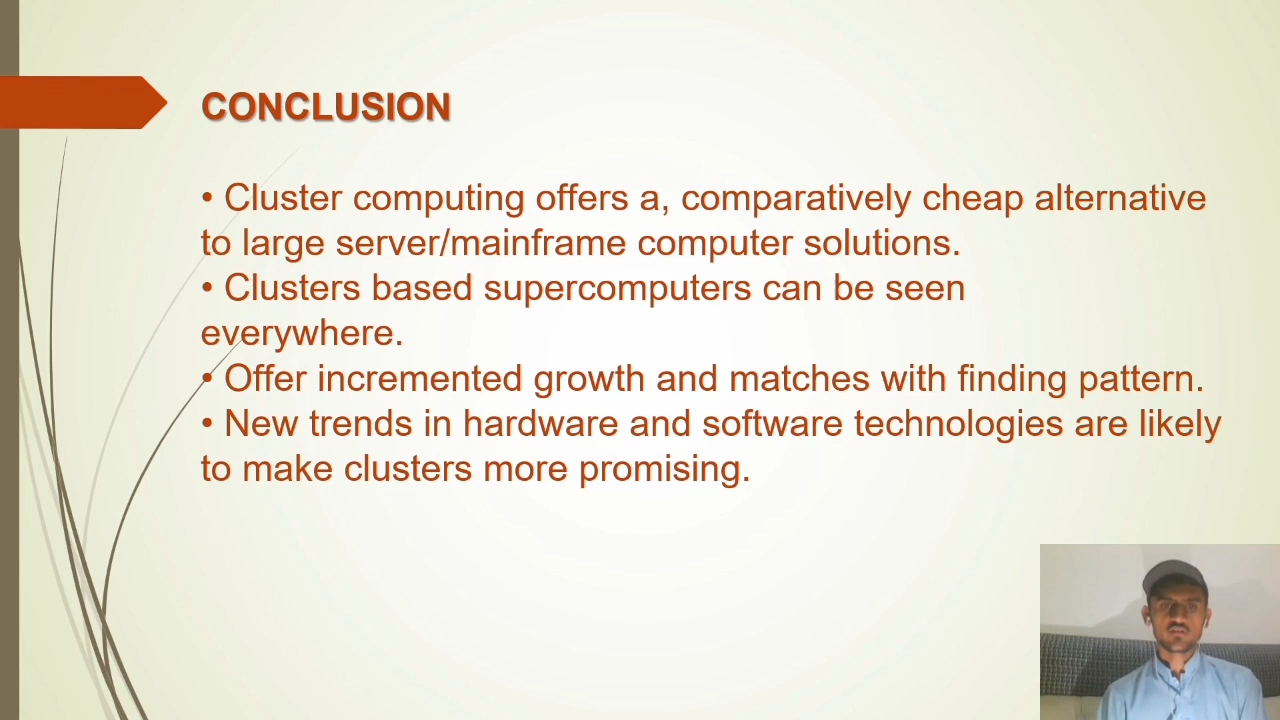 CONCLUSION
• Cluster computing offers a, comparatively cheap alternative
to large server/mainframe computer solutions.
• Clusters based supercomputers can be seen
everywhere.
• Offer incremented growth and matches with finding pattern.
• New trends in hardware and software technologies are likely
to make clusters more promising.